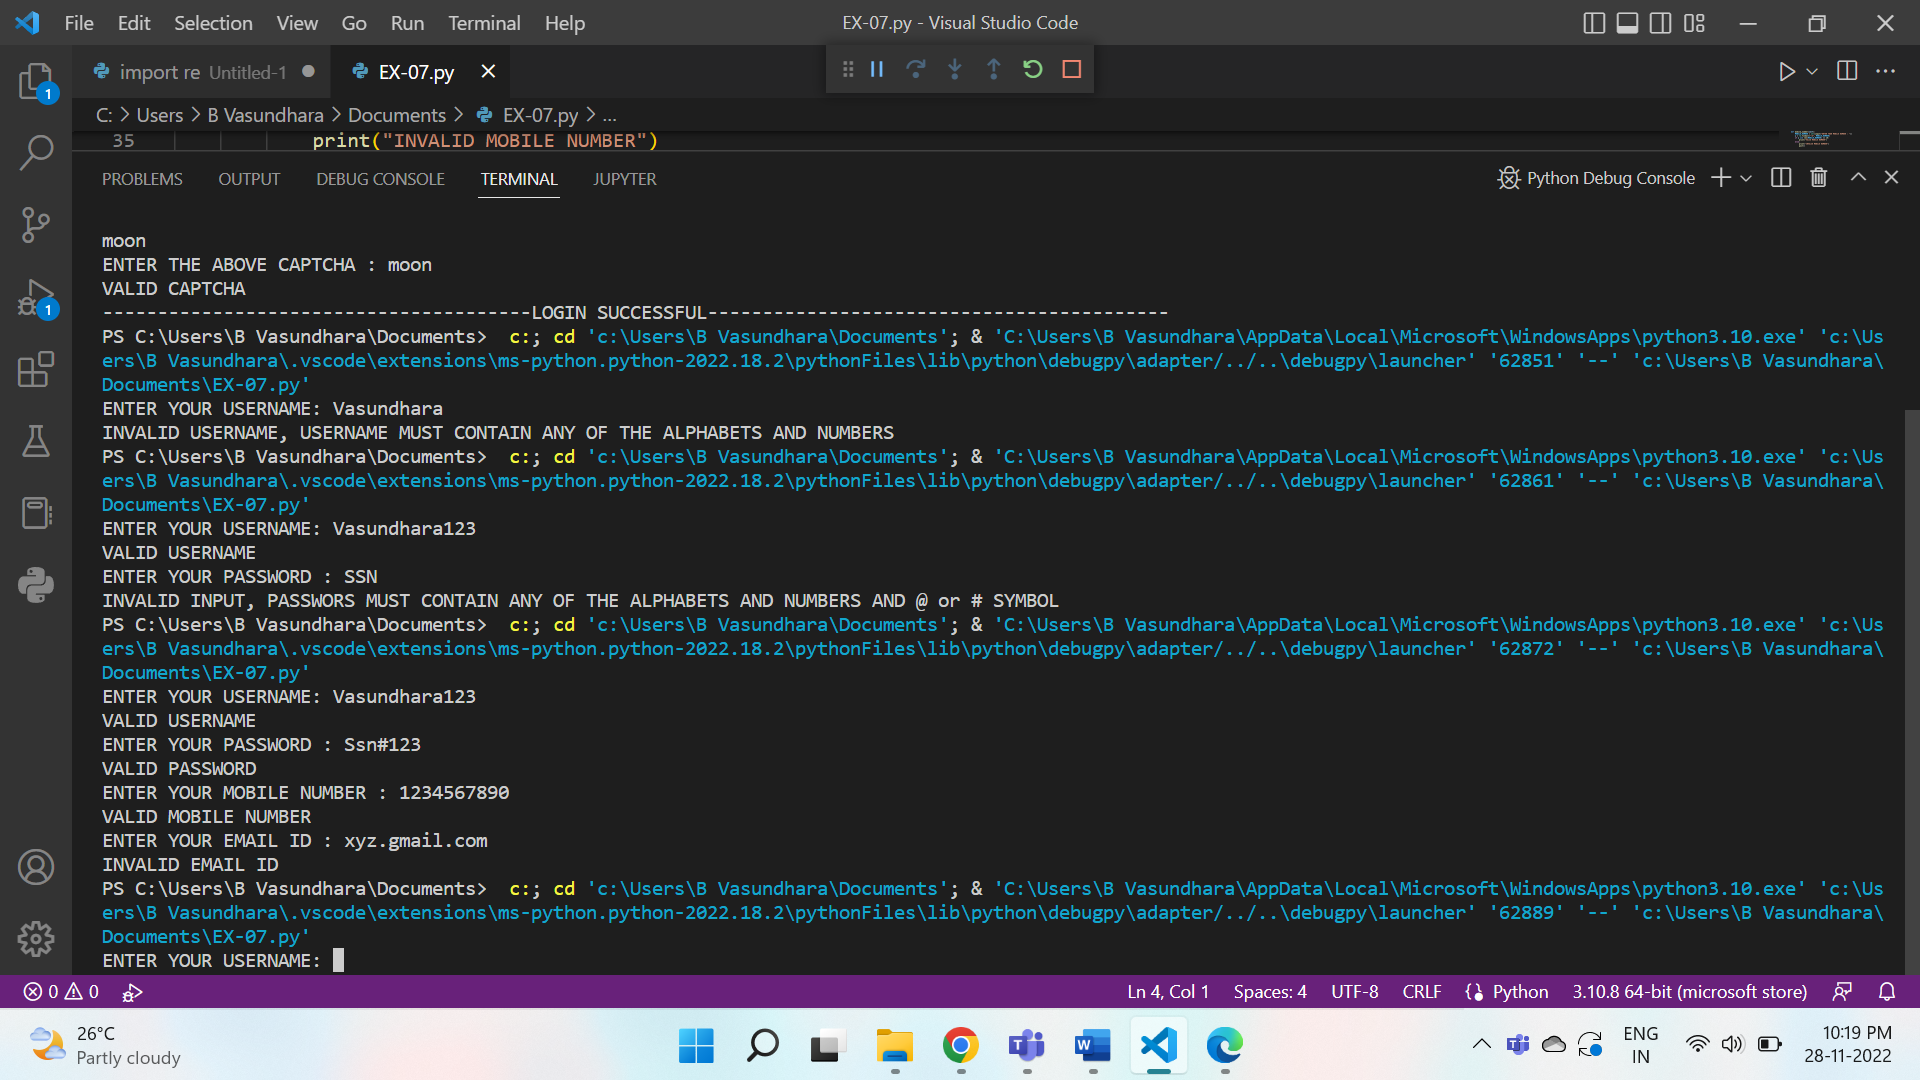 File Edit Selection View Go Run Terminal Help EX-07.py - Visual Studio Code
import re Untitled-1 EX-07.py
C: > Users > B Vasundhara > Documents > EX-07.py > ...
35 print("INVALID MOBILE NUMBER")
PROBLEMS OUTPUT DEBUG CONSOLE TERMINAL JUPYTER Python Debug Console
moon
ENTER THE ABOVE CAPTCHA : moon
VALID CAPTCHA
---------------------------------------LOGIN SUCCESSFUL------------------------------------------
PS C:\Users\B Vasundhara\Documents>  c:; cd 'c:\Users\B Vasundhara\Documents'; & 'C:\Users\B Vasundhara\AppData\Local\Microsoft\WindowsApps\python3.10.exe' 'c:\Us
ers\B Vasundhara\.vscode\extensions\ms-python.python-2022.18.2\pythonFiles\lib\python\debugpy\adapter/../..\debugpy\launcher' '62851' '--' 'c:\Users\B Vasundhara\
Documents\EX-07.py'
ENTER YOUR USERNAME: Vasundhara
INVALID USERNAME, USERNAME MUST CONTAIN ANY OF THE ALPHABETS AND NUMBERS
PS C:\Users\B Vasundhara\Documents>  c:; cd 'c:\Users\B Vasundhara\Documents'; & 'C:\Users\B Vasundhara\AppData\Local\Microsoft\WindowsApps\python3.10.exe' 'c:\Us
ers\B Vasundhara\.vscode\extensions\ms-python.python-2022.18.2\pythonFiles\lib\python\debugpy\adapter/../..\debugpy\launcher' '62861' '--' 'c:\Users\B Vasundhara\
Documents\EX-07.py'
ENTER YOUR USERNAME: Vasundhara123
VALID USERNAME
ENTER YOUR PASSWORD : SSN
INVALID INPUT, PASSWORS MUST CONTAIN ANY OF THE ALPHABETS AND NUMBERS AND @ or # SYMBOL
PS C:\Users\B Vasundhara\Documents>  c:; cd 'c:\Users\B Vasundhara\Documents'; & 'C:\Users\B Vasundhara\AppData\Local\Microsoft\WindowsApps\python3.10.exe' 'c:\Us
ers\B Vasundhara\.vscode\extensions\ms-python.python-2022.18.2\pythonFiles\lib\python\debugpy\adapter/../..\debugpy\launcher' '62872' '--' 'c:\Users\B Vasundhara\
Documents\EX-07.py'
ENTER YOUR USERNAME: Vasundhara123
VALID USERNAME
ENTER YOUR PASSWORD : Ssn#123
VALID PASSWORD
ENTER YOUR MOBILE NUMBER : 1234567890
VALID MOBILE NUMBER
ENTER YOUR EMAIL ID : xyz.gmail.com
INVALID EMAIL ID
PS C:\Users\B Vasundhara\Documents>  c:; cd 'c:\Users\B Vasundhara\Documents'; & 'C:\Users\B Vasundhara\AppData\Local\Microsoft\WindowsApps\python3.10.exe' 'c:\Us
ers\B Vasundhara\.vscode\extensions\ms-python.python-2022.18.2\pythonFiles\lib\python\debugpy\adapter/../..\debugpy\launcher' '62889' '--' 'c:\Users\B Vasundhara\
Documents\EX-07.py'
ENTER YOUR USERNAME:
0 0 Ln 4, Col 1 Spaces: 4 UTF-8 CRLF Python 3.10.8 64-bit (microsoft store)
26°C
Partly cloudy
ENG
IN
10:19 PM
28-11-2022